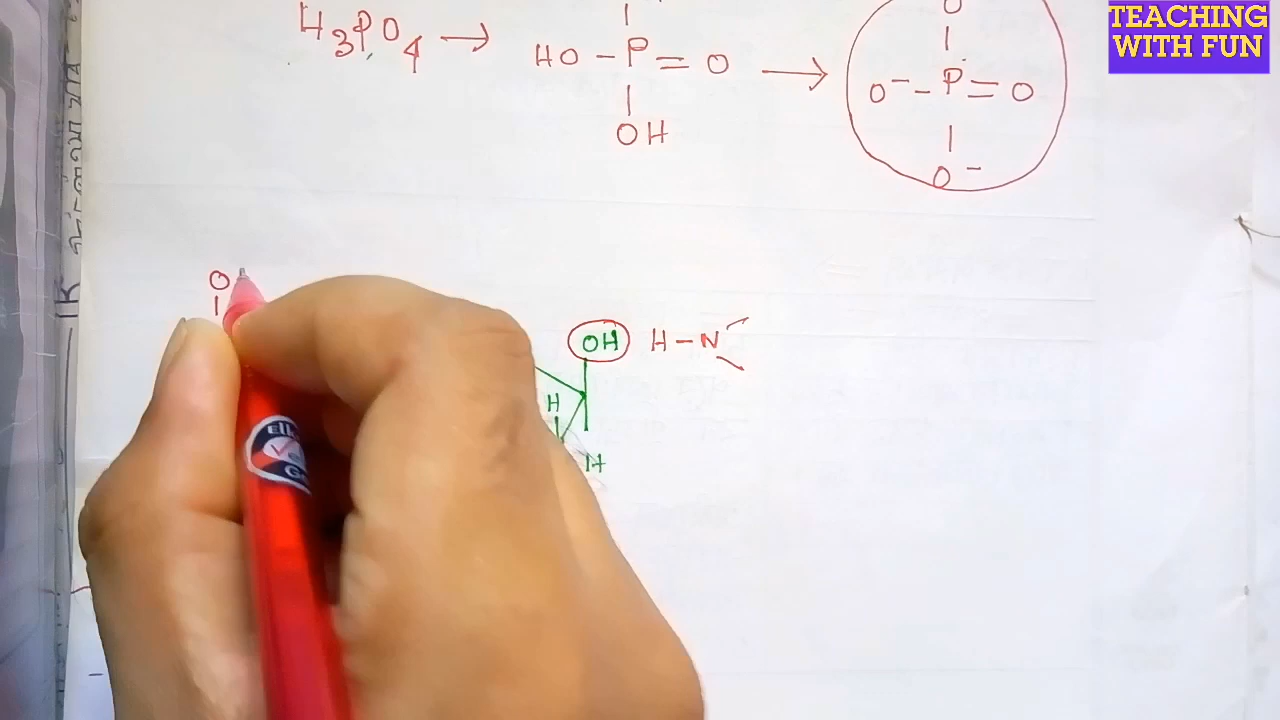 TEACHING
WITH FUN
H3PO4 → HO – P = O → O⁻ – P = O
OH
O⁻
O
OH H – N
H
H